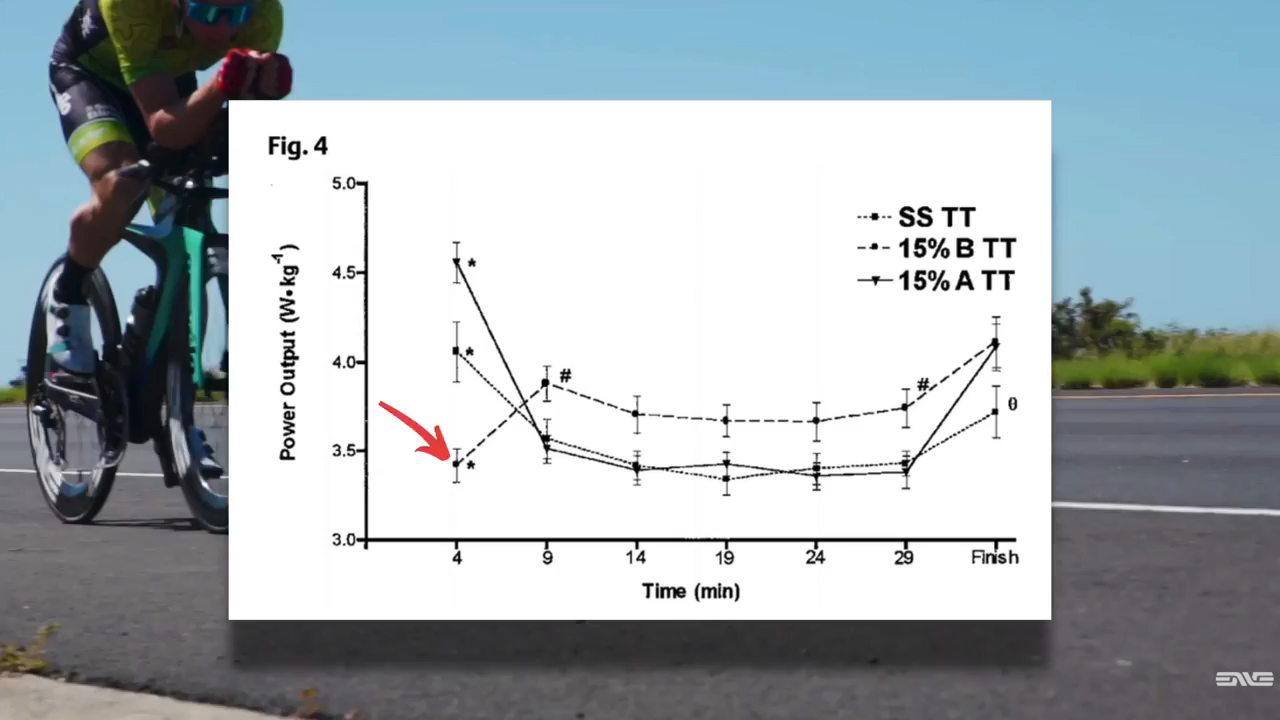 Fig. 4
5.0
4.5
4.0
3.5
3.0
Power Output (W•kg-1)
SS TT
15% B TT
15% A TT
*
*
*
#
#
θ
4 9 14 19 24 29 Finish
Time (min)
ENVE